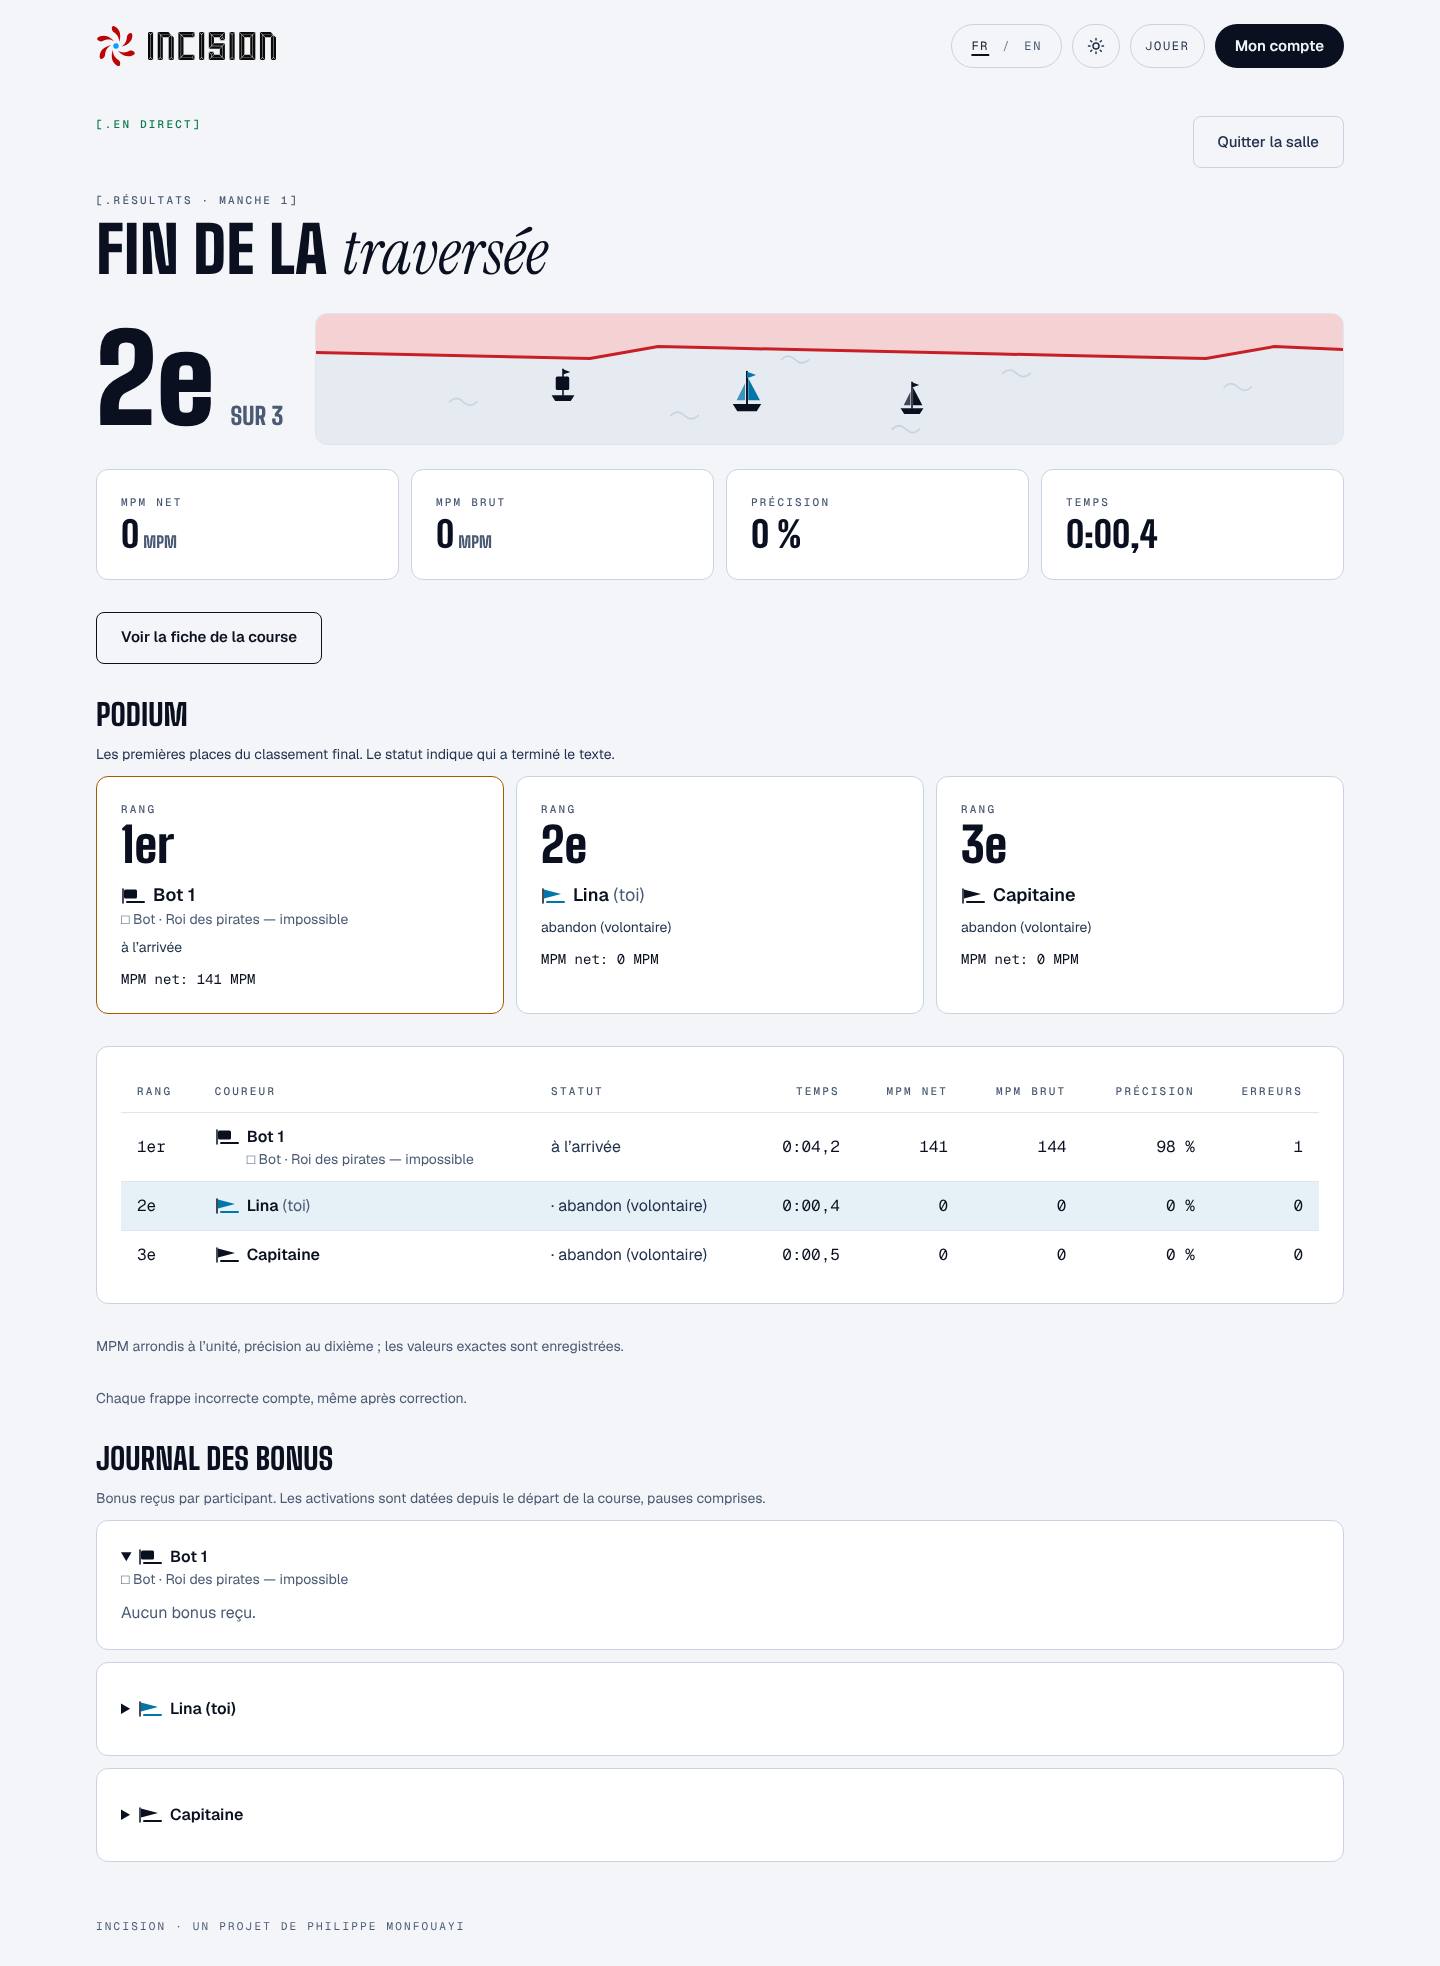 INCISION
FR / EN
JOUER
Mon compte
[.EN DIRECT]
Quitter la salle
[.RÉSULTATS · MANCHE 1]
FIN DE LA traversée
2e SUR 3
MPM NET
0 MPM
MPM BRUT
0 MPM
PRÉCISION
0 %
TEMPS
0:00,4
Voir la fiche de la course
PODIUM
Les premières places du classement final. Le statut indique qui a terminé le texte.
RANG
1er
Bot 1
□ Bot · Roi des pirates — impossible
à l’arrivée
MPM net: 141 MPM
RANG
2e
Lina (toi)
abandon (volontaire)
MPM net: 0 MPM
RANG
3e
Capitaine
abandon (volontaire)
MPM net: 0 MPM
RANG COUREUR STATUT TEMPS MPM NET MPM BRUT PRÉCISION ERREURS
1er Bot 1 à l’arrivée 0:04,2 141 144 98 % 1
□ Bot · Roi des pirates — impossible
2e Lina (toi) · abandon (volontaire) 0:00,4 0 0 0 % 0
3e Capitaine · abandon (volontaire) 0:00,5 0 0 0 % 0
MPM arrondis à l’unité, précision au dixième ; les valeurs exactes sont enregistrées.
Chaque frappe incorrecte compte, même après correction.
JOURNAL DES BONUS
Bonus reçus par participant. Les activations sont datées depuis le départ de la course, pauses comprises.
▼ Bot 1
□ Bot · Roi des pirates — impossible
Aucun bonus reçu.
▶ Lina (toi)
▶ Capitaine
INCISION · UN PROJET DE PHILIPPE MONFOUAYI